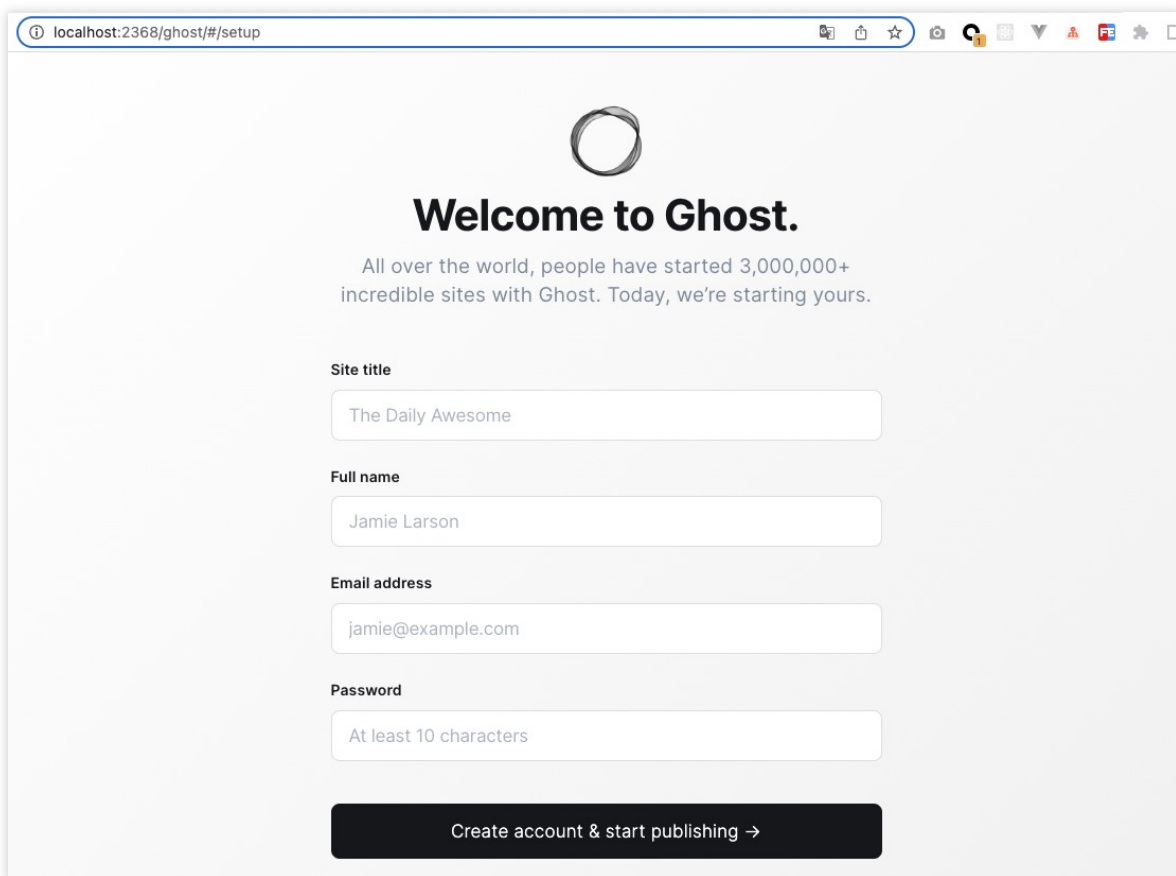 localhost:2368/ghost/#/setup
1
FE
Welcome to Ghost.
All over the world, people have started 3,000,000+
incredible sites with Ghost. Today, we’re starting yours.
Site title
The Daily Awesome
Full name
Jamie Larson
Email address
jamie@example.com
Password
At least 10 characters
Create account & start publishing →